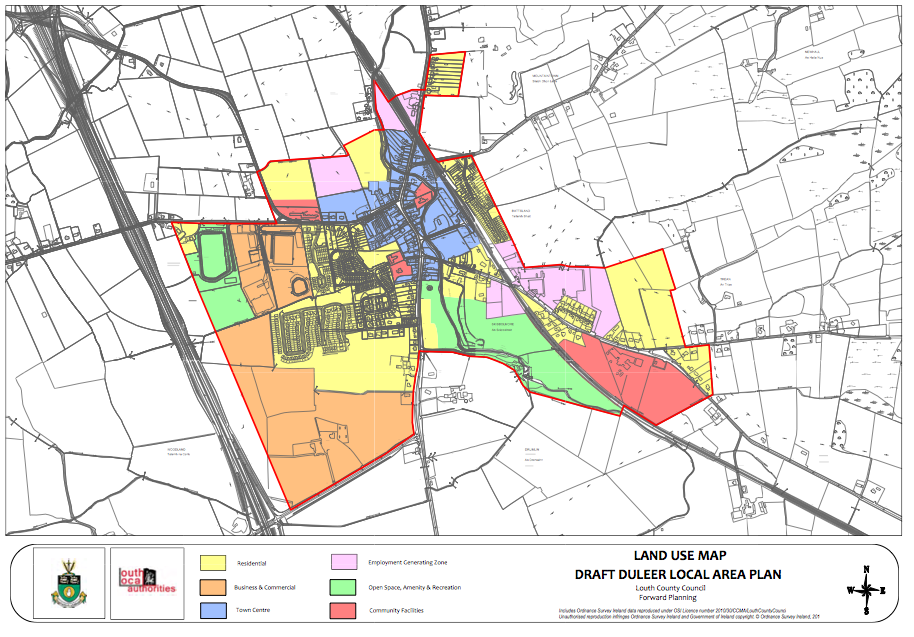 Residential
Business & Commercial
Town Centre
Employment Generating Zone
Open Space, Amenity & Recreation
Community Facilities
louth
local
authorities
LAND USE MAP
DRAFT DULEER LOCAL AREA PLAN
Louth County Council
Forward Planning
Includes Ordnance Survey Ireland data reproduced under OSi Licence number 2010/30/CCMA/LouthCountyCounci
Unauthorised reproduction infringes Ordnance Survey Ireland and Government of Ireland copyright. © Ordnance Survey Ireland, 201
N
W
E
S